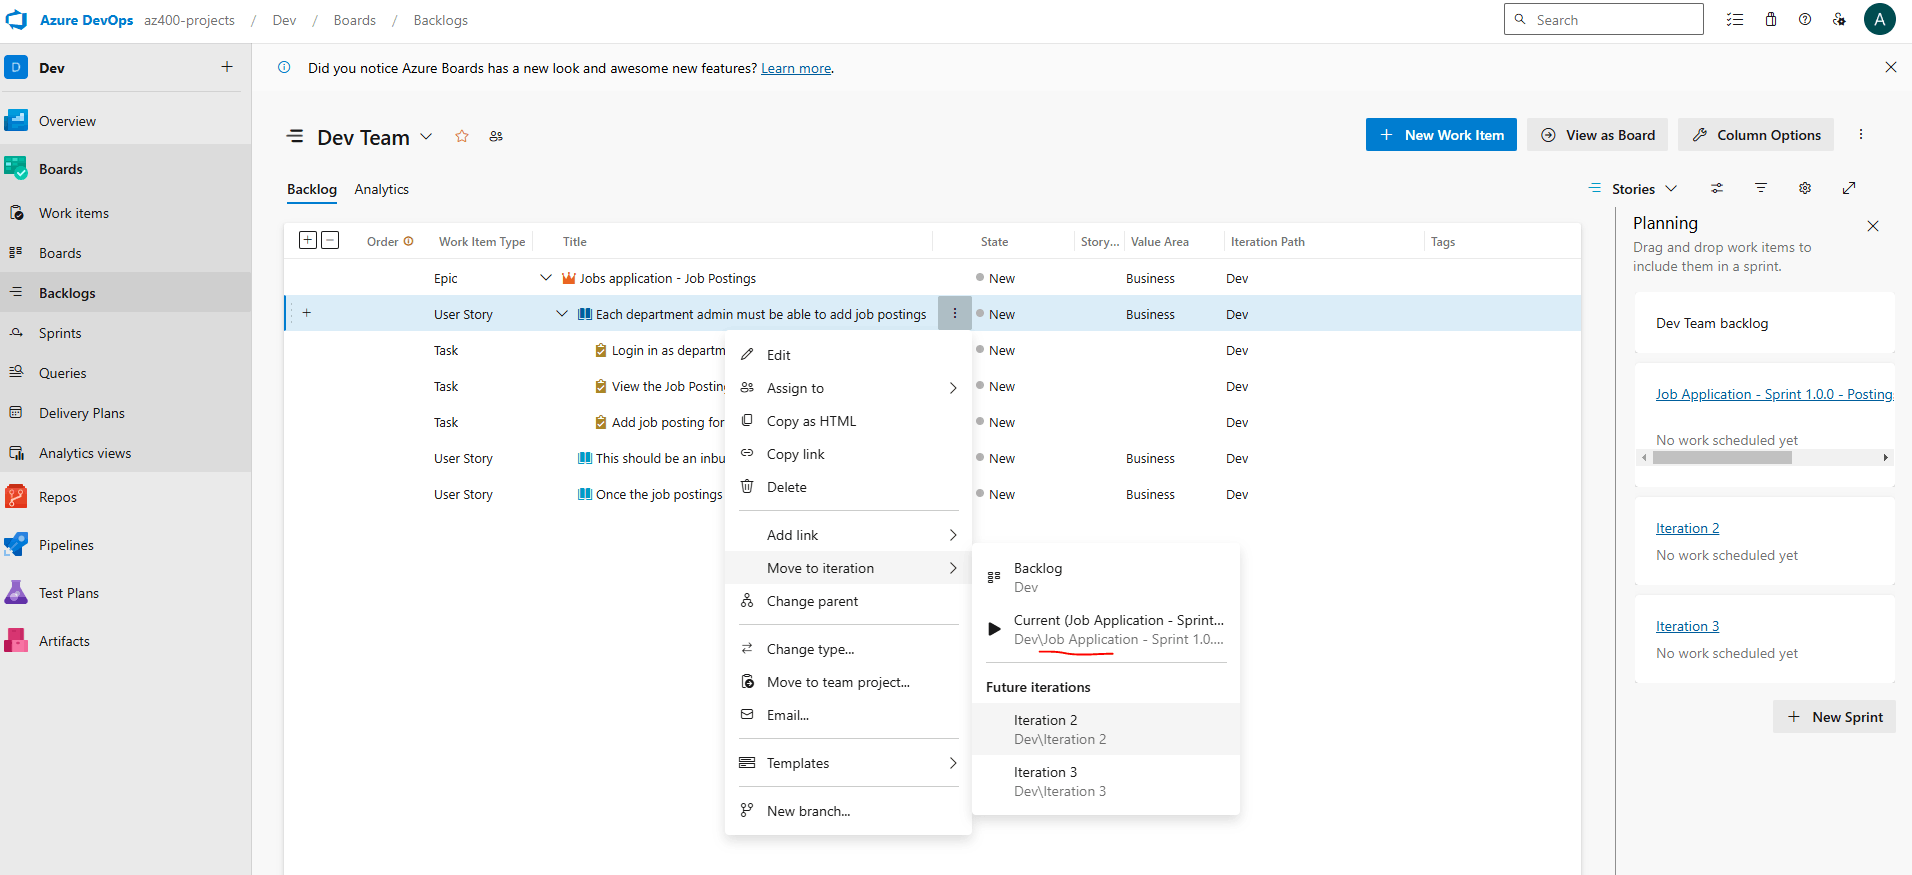 Azure DevOps az400-projects / Dev / Boards / Backlogs
Search
A
D Dev
Did you notice Azure Boards has a new look and awesome new features? Learn more.
Overview
Boards
Work items
Boards
Backlogs
Sprints
Queries
Delivery Plans
Analytics views
Repos
Pipelines
Test Plans
Artifacts
Dev Team
New Work Item
View as Board
Column Options
Backlog Analytics
Stories
Order Work Item Type Title State Story... Value Area Iteration Path Tags
Epic Jobs application - Job Postings New Business Dev
User Story Each department admin must be able to add job postings New Business Dev
Task Login in as departm New Dev
Task View the Job Posting New Dev
Task Add job posting for New Dev
User Story This should be an inbu New Business Dev
User Story Once the job postings New Business Dev
Edit
Assign to
Copy as HTML
Copy link
Delete
Add link
Move to iteration
Change parent
Change type...
Move to team project...
Email...
Templates
New branch...
Backlog
Dev
Current (Job Application - Sprint...
Dev\Job Application - Sprint 1.0....
Future iterations
Iteration 2
Dev\Iteration 2
Iteration 3
Dev\Iteration 3
Planning
Drag and drop work items to
include them in a sprint.
Dev Team backlog
Job Application - Sprint 1.0.0 - Posting
No work scheduled yet
Iteration 2
No work scheduled yet
Iteration 3
No work scheduled yet
New Sprint